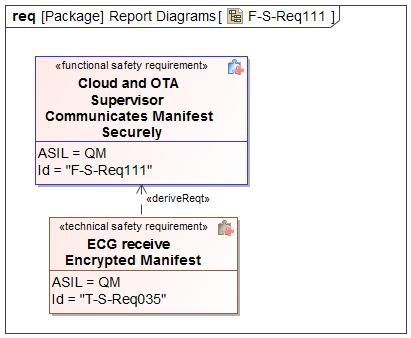 req [Package] Report Diagrams [ F-S-Req111 ]
«functional safety requirement»
Cloud and OTA
Supervisor
Communicates Manifest
Securely
ASIL = QM
Id = "F-S-Req111"
«deriveReqt»
«technical safety requirement»
ECG receive
Encrypted Manifest
ASIL = QM
Id = "T-S-Req035"